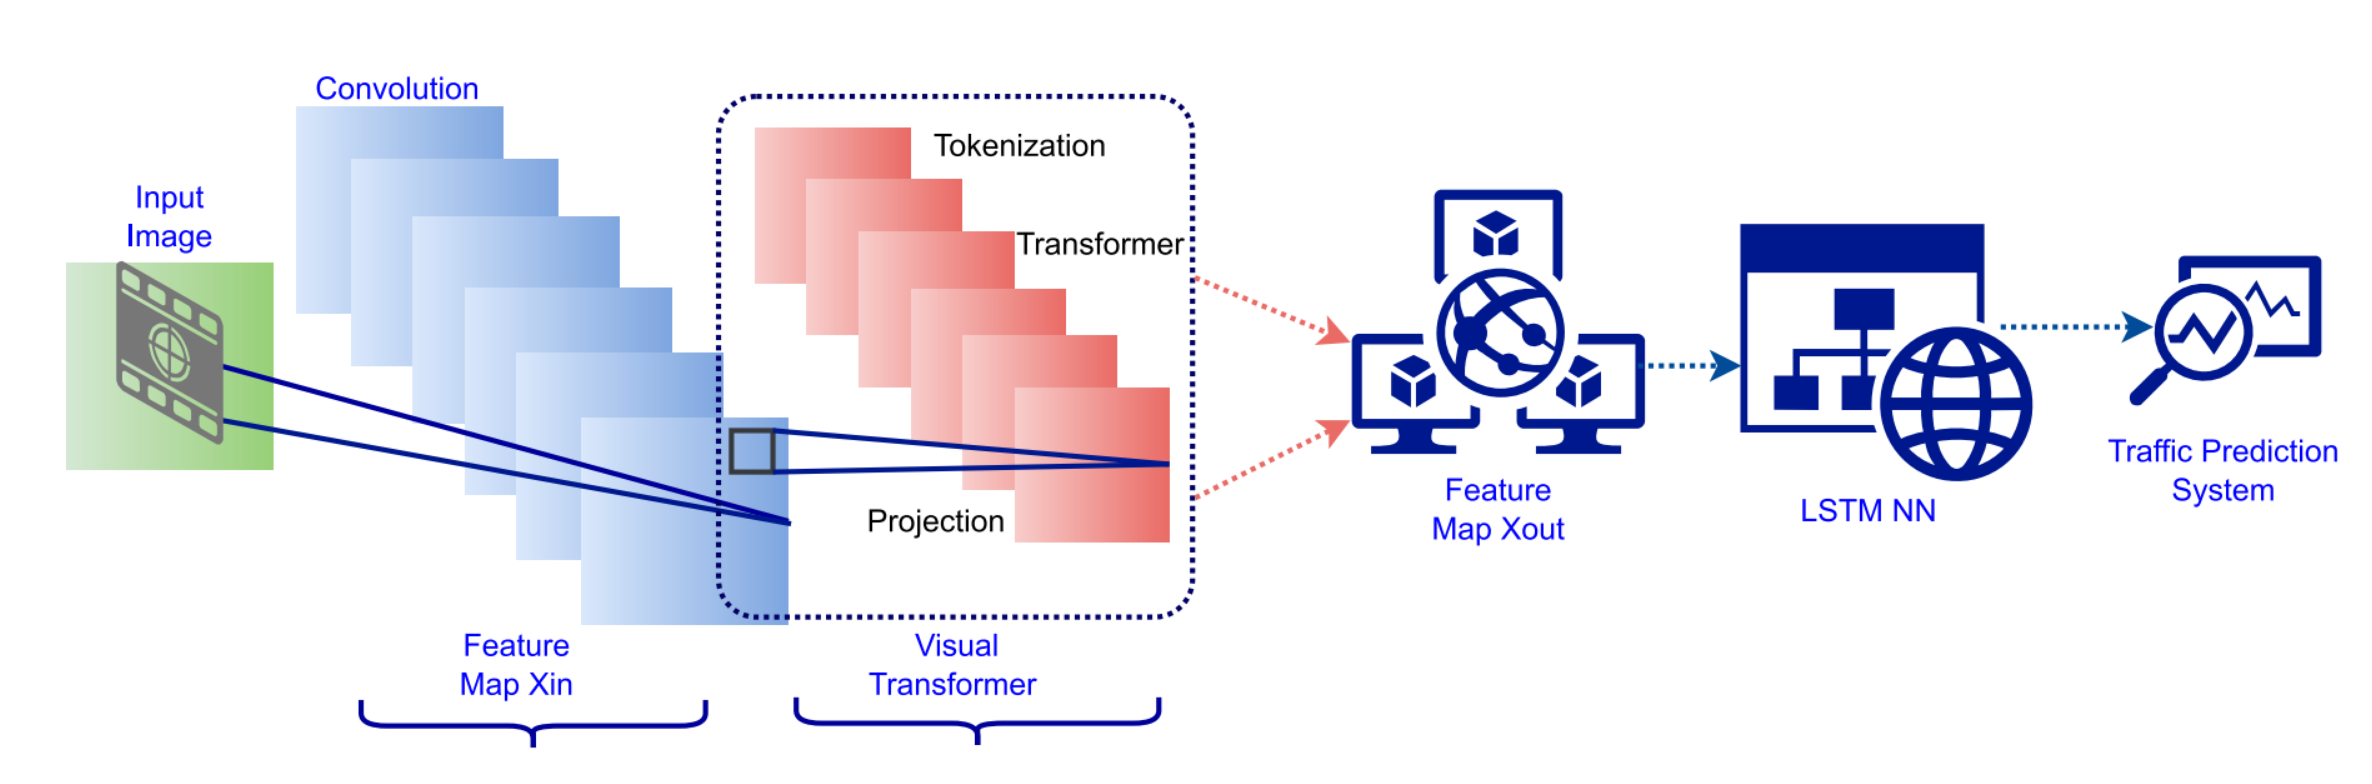 Convolution
Input
Image
Tokenization
Transformer
Projection
Feature
Map Xin
Visual
Transformer
Feature
Map Xout
LSTM NN
Traffic Prediction
System